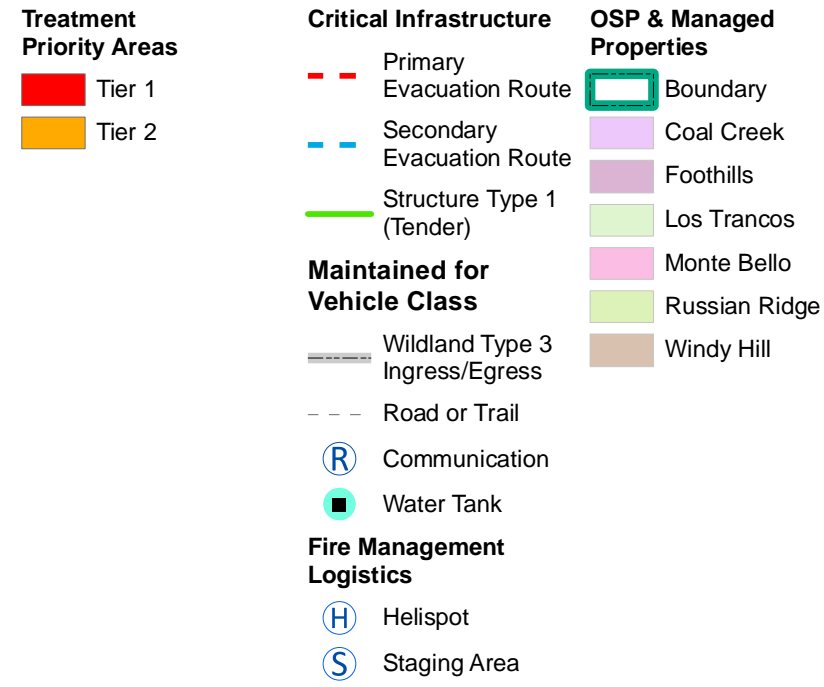 Treatment
Priority Areas
Tier 1
Tier 2
Critical Infrastructure
Primary
Evacuation Route
Secondary
Evacuation Route
Structure Type 1
(Tender)
Maintained for
Vehicle Class
Wildland Type 3
Ingress/Egress
Road or Trail
R
Communication
Water Tank
Fire Management
Logistics
H
Helispot
S
Staging Area
OSP & Managed
Properties
Boundary
Coal Creek
Foothills
Los Trancos
Monte Bello
Russian Ridge
Windy Hill